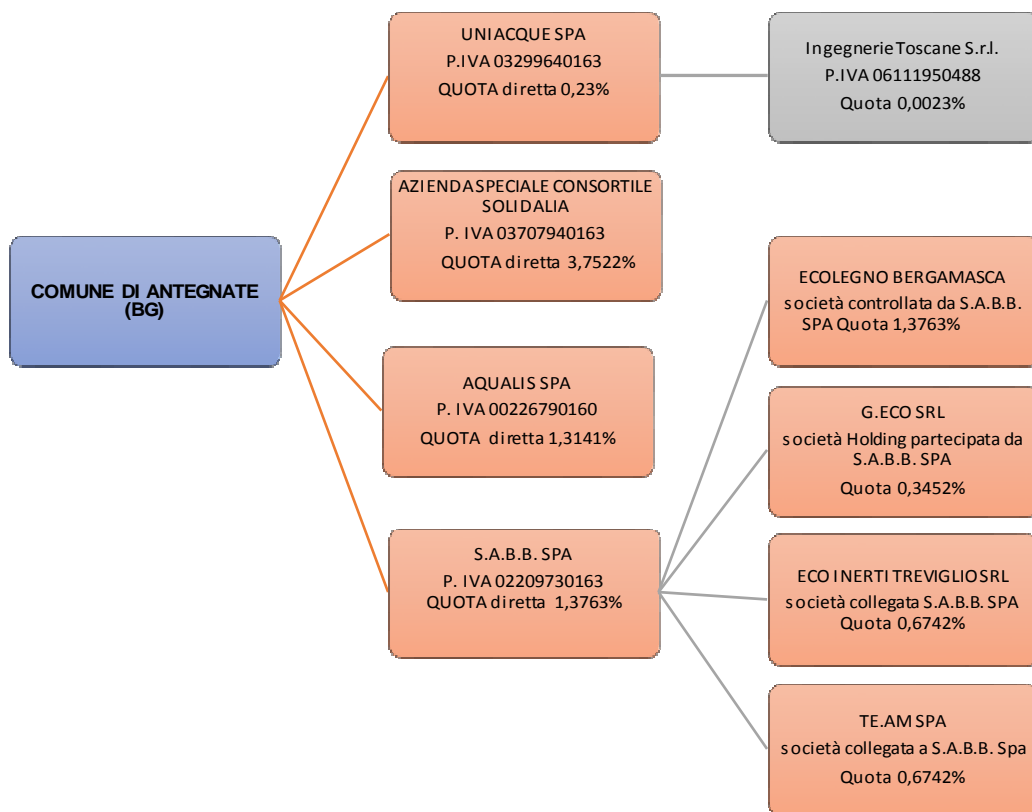 COMUNE DI ANTEGNATE
(BG)
UNIACQUE SPA
P.IVA 03299640163
QUOTA diretta 0,23%
Ingegnerie Toscane S.r.l.
P.IVA 06111950488
Quota 0,0023%
AZIENDA SPECIALE CONSORTILE
SOLIDALIA
P. IVA 03707940163
QUOTA diretta 3,7522%
AQUALIS SPA
P. IVA 00226790160
QUOTA diretta 1,3141%
S.A.B.B. SPA
P. IVA 02209730163
QUOTA diretta 1,3763%
ECOLEGNO BERGAMASCA
società controllata da S.A.B.B.
SPA Quota 1,3763%
G.ECO SRL
società Holding partecipata da
S.A.B.B. SPA
Quota 0,3452%
ECO INERTI TREVIGLIO SRL
società collegata S.A.B.B. SPA
Quota 0,6742%
TE.AM SPA
società collegata a S.A.B.B. Spa
Quota 0,6742%